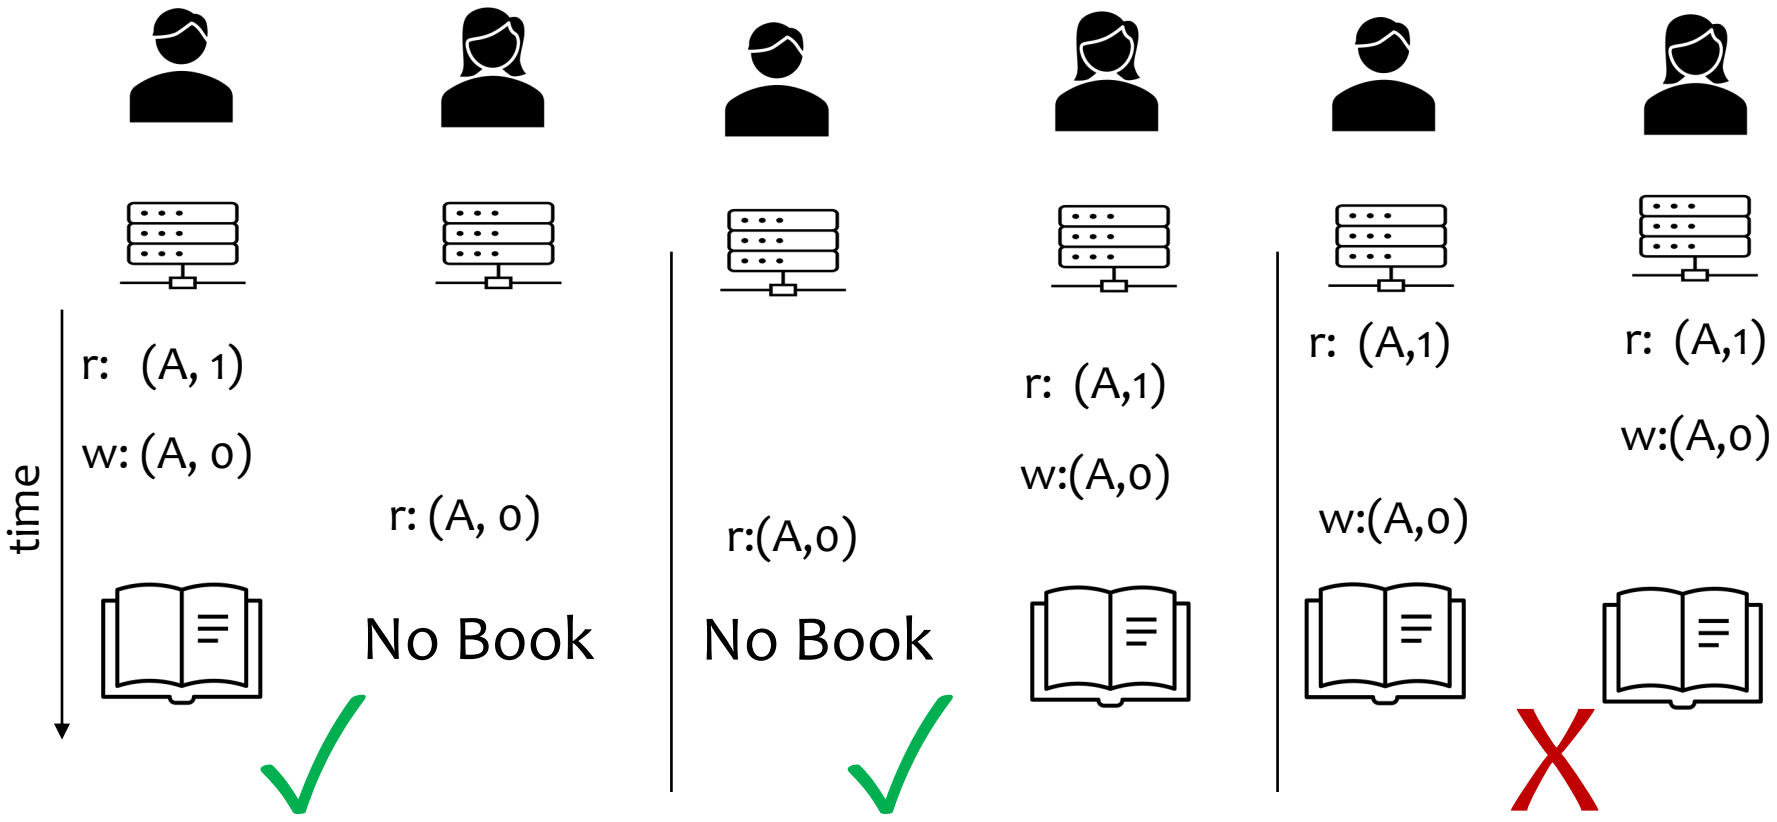 time
r: (A, 1)
w: (A, 0)
r: (A, 0)
No Book
r:(A,0)
No Book
r: (A,1)
w:(A,0)
r: (A,1)
w:(A,0)
r: (A,1)
w:(A,0)